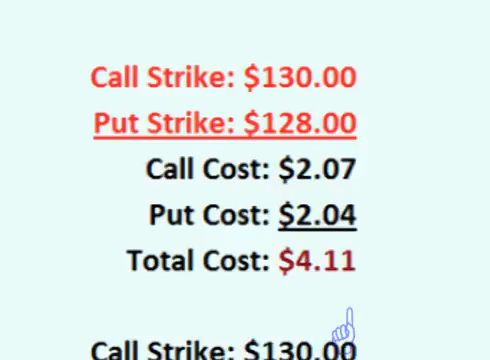 Call Strike: $130.00
Put Strike: $128.00
Call Cost: $2.07
Put Cost: $2.04
Total Cost: $4.11
Call Strike: $130.00